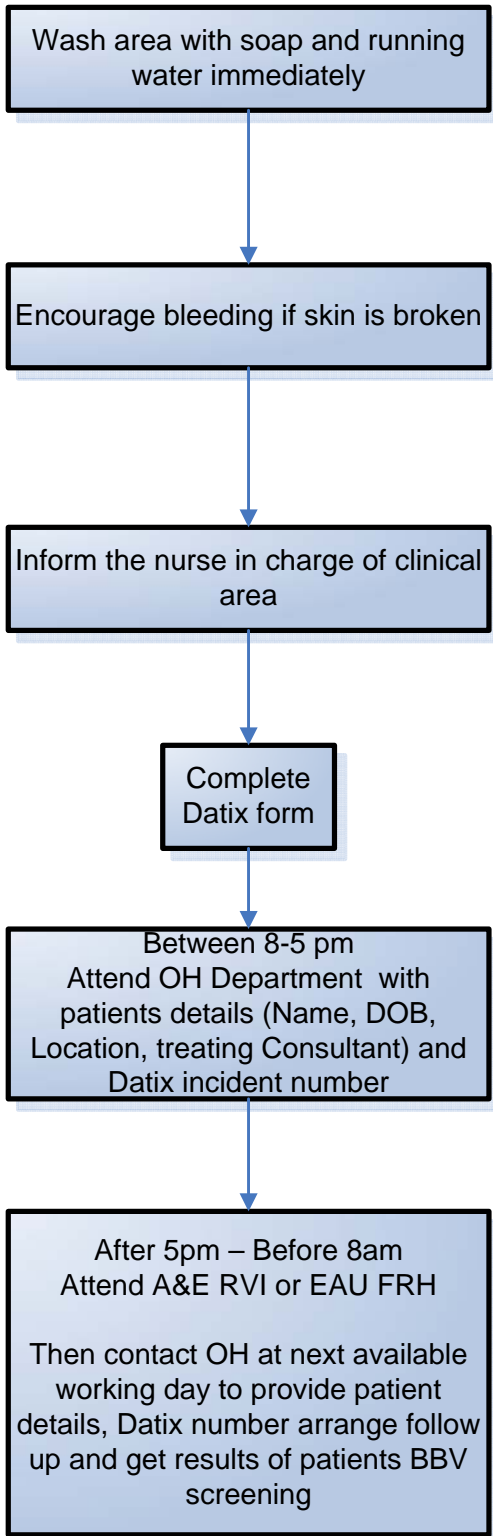 Wash area with soap and running
water immediately
Encourage bleeding if skin is broken
Inform the nurse in charge of clinical
area
Complete
Datix form
Between 8-5 pm
Attend OH Department with
patients details (Name, DOB,
Location, treating Consultant) and
Datix incident number
After 5pm – Before 8am
Attend A&E RVI or EAU FRH
Then contact OH at next available
working day to provide patient
details, Datix number arrange follow
up and get results of patients BBV
screening